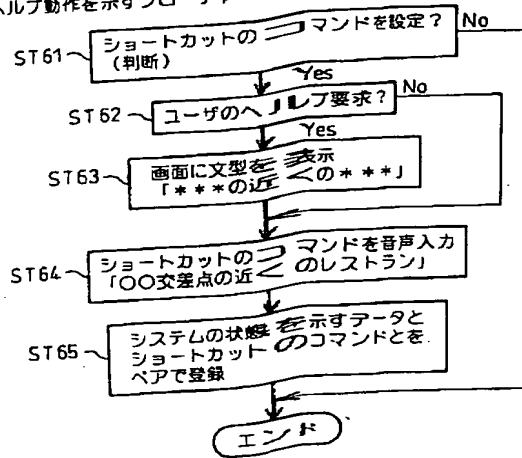 ヘルプ動作を示すフローチャ
ショートカットのコマンドを設定？
(判断)
No
ST61
Yes
ST62
ユーザのヘルプ要求？
No
Yes
ST63
画面に文型を表示
「＊＊＊の近くの＊＊＊」
ST64
ショートカットのコマンドを音声入力
「〇〇交差点の近くのレストラン」
ST65
システムの状態を示すデータと
ショートカットのコマンドとを
ペアで登録
エンド